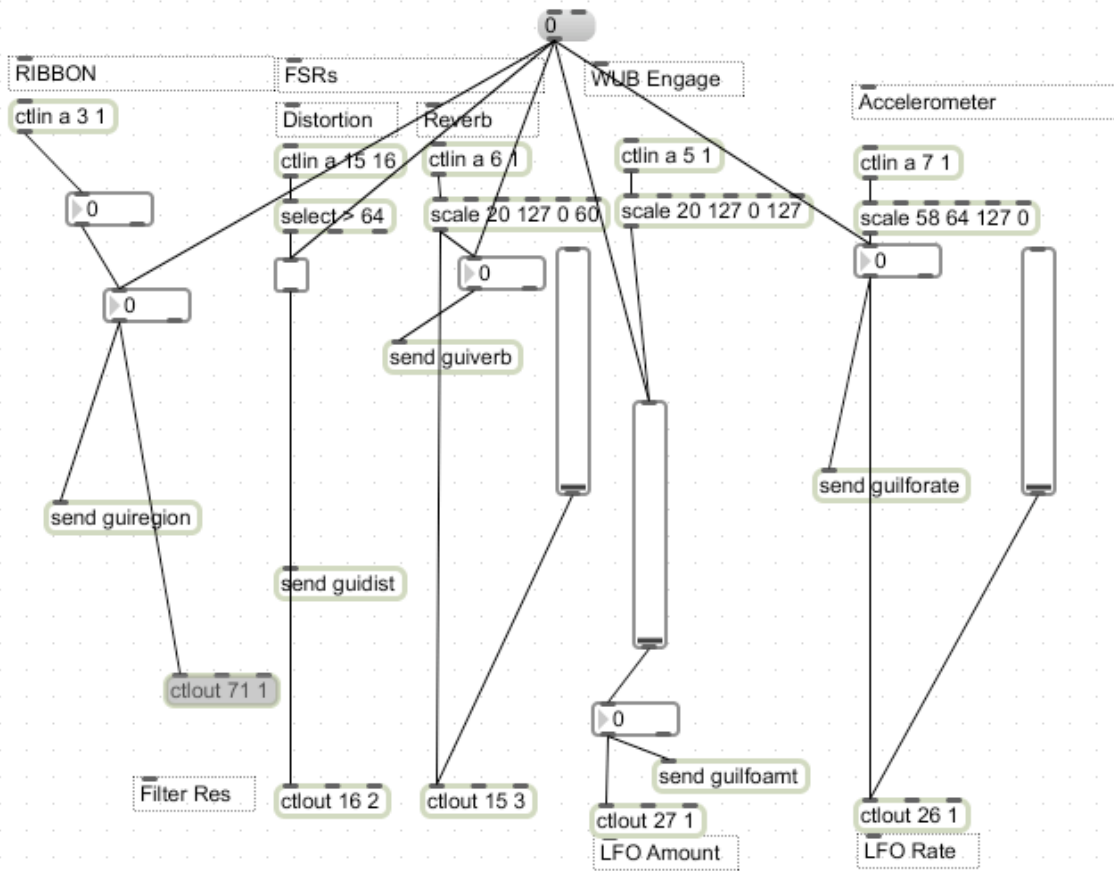 0
RIBBON
FSRs
WUB Engage
Accelerometer
ctlin a 3 1
Distortion
Reverb
ctlin a 15 16
ctlin a 6 1
ctlin a 5 1
ctlin a 7 1
0
select > 64
scale 20 127 0 60
scale 20 127 0 127
scale 58 64 127 0
0
0
0
send guiverb
send guilforate
send guiregion
send guidist
ctlout 71 1
0
send guilfoamt
Filter Res
ctlout 16 2
ctlout 15 3
ctlout 27 1
ctlout 26 1
LFO Amount
LFO Rate